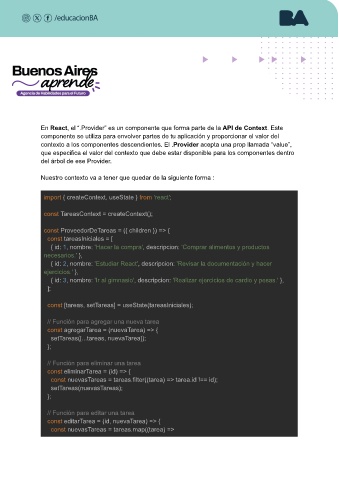 /educacionBA
BA
Buenos Aires
aprende
Agencia de Habilidades para el Futuro
En React, el ".Provider" es un componente que forma parte de la API de Context. Este
componente se utiliza para envolver partes de tu aplicación y proporcionar el valor del
contexto a los componentes descendientes. El .Provider acepta una prop llamada "value",
que especifica el valor del contexto que debe estar disponible para los componentes dentro
del árbol de ese Provider.
Nuestro contexto va a tener que quedar de la siguiente forma :
import { createContext, useState } from 'react';
const TareasContext = createContext();
const ProveedorDeTareas = ({ children }) => {
const tareasIniciales = [
{ id: 1, nombre: 'Hacer la compra', descripcion: 'Comprar alimentos y productos
necesarios.' },
{ id: 2, nombre: 'Estudiar React', descripcion: 'Revisar la documentación y hacer
ejercicios.' },
{ id: 3, nombre: 'Ir al gimnasio', descripcion: 'Realizar ejercicios de cardio y pesas.' },
];
const [tareas, setTareas] = useState(tareasIniciales);
// Función para agregar una nueva tarea
const agregarTarea = (nuevaTarea) => {
setTareas([...tareas, nuevaTarea]);
};
// Función para eliminar una tarea
const eliminarTarea = (id) => {
const nuevasTareas = tareas.filter((tarea) => tarea.id !== id);
setTareas(nuevasTareas);
};
// Función para editar una tarea
const editarTarea = (id, nuevaTarea) => {
const nuevasTareas = tareas.map((tarea) =>